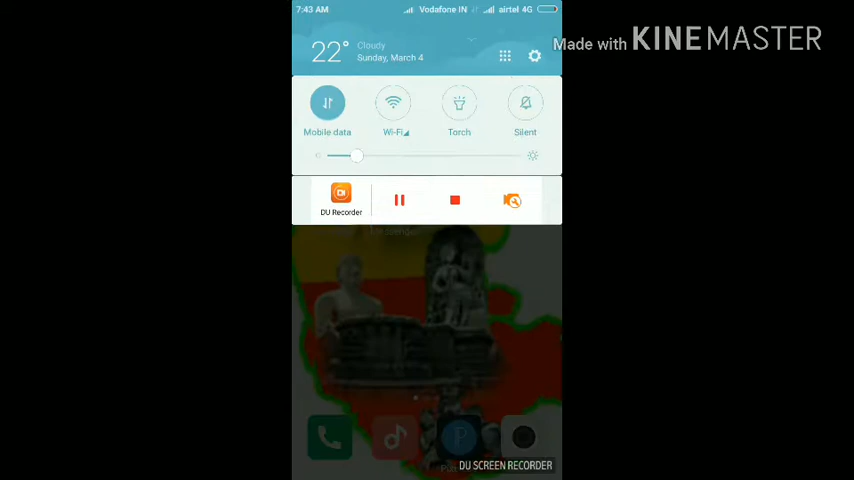 7:43 AM
Vodafone IN
airtel 4G
22°
Cloudy
Sunday, March 4
Made with KINEMASTER
Mobile data
Wi-Fi
Torch
Silent
DU Recorder
DU SCREEN RECORDER